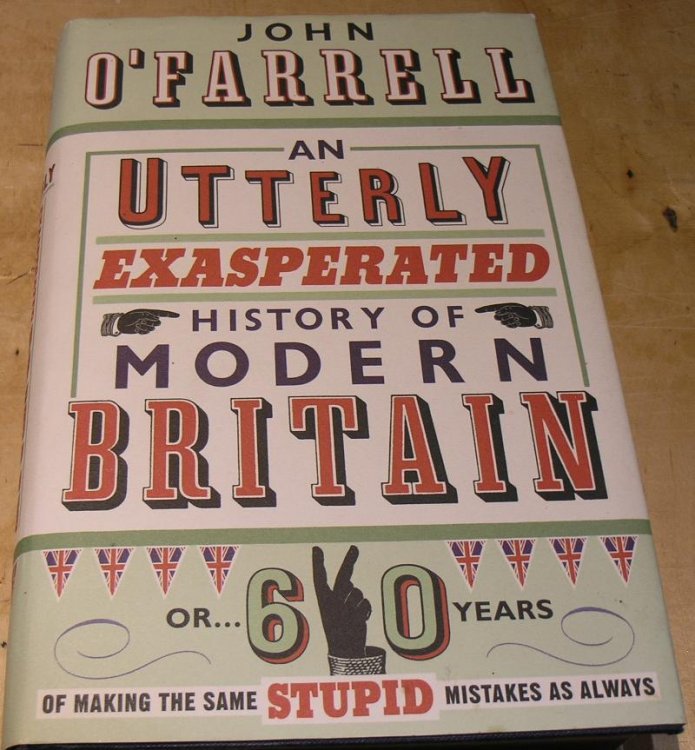 JOHN
O'FARRELL
AN
UTTERLY
EXASPERATED
HISTORY OF
MODERN
BRITAIN
OR... 60 YEARS
OF MAKING THE SAME STUPID MISTAKES AS ALWAYS